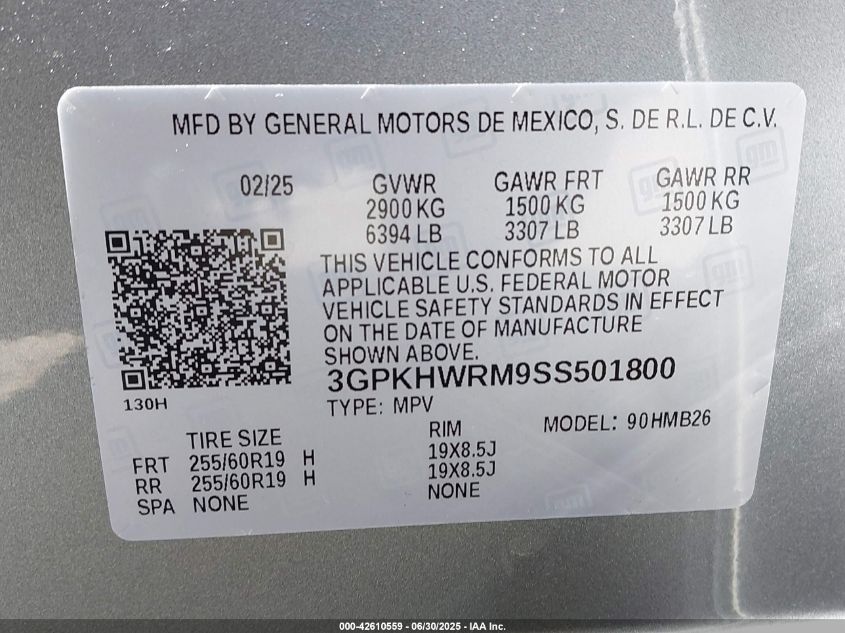 MFD BY GENERAL MOTORS DE MEXICO, S. DE R.L. DE C.V.
02/25 GVWR GAWR FRT GAWR RR
2900 KG 1500 KG 1500 KG
6394 LB 3307 LB 3307 LB
THIS VEHICLE CONFORMS TO ALL
APPLICABLE U.S. FEDERAL MOTOR
VEHICLE SAFETY STANDARDS IN EFFECT
ON THE DATE OF MANUFACTURE
SHOWN ABOVE.
3GPKHWRM9SS501800
130H
TYPE: MPV MODEL: 90HMB26
TIRE SIZE RIM
FRT 255/60R19 H 19X8.5J
RR 255/60R19 H 19X8.5J
SPA NONE NONE
gm
000-42610559 - 06/30/2025 - IAA Inc.